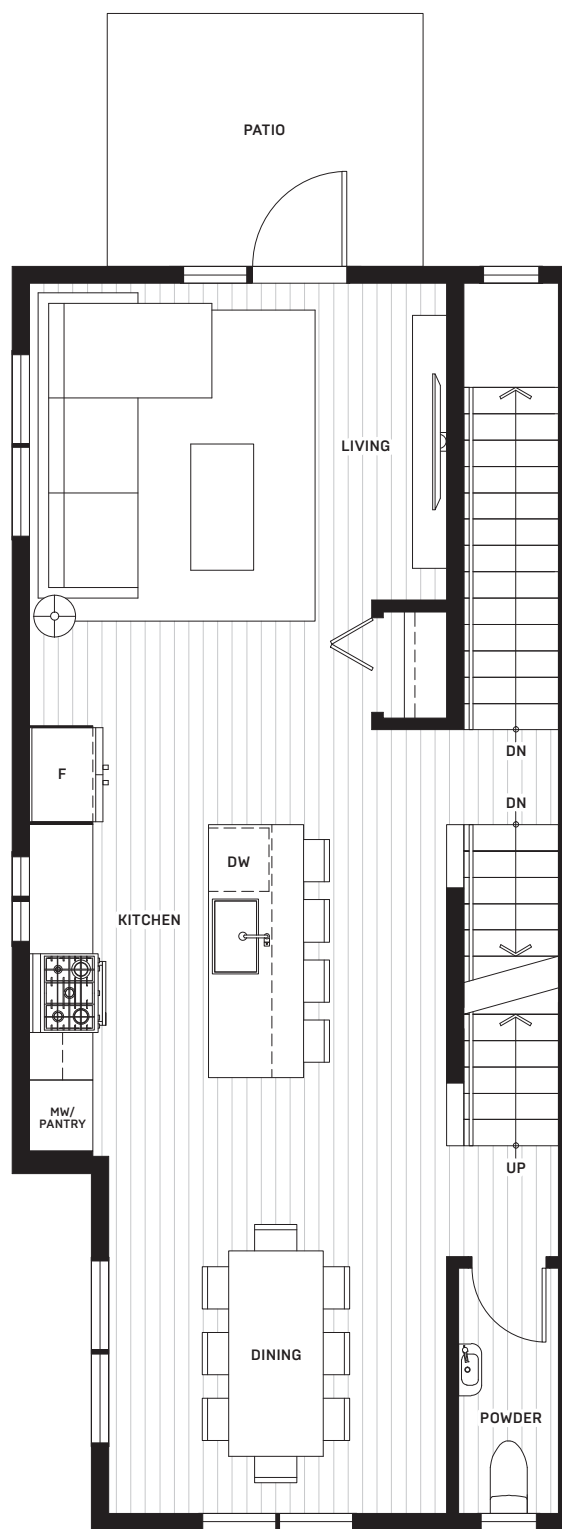 PATIO
LIVING
DN
F
DN
DW
KITCHEN
MW/
PANTRY
UP
DINING
POWDER